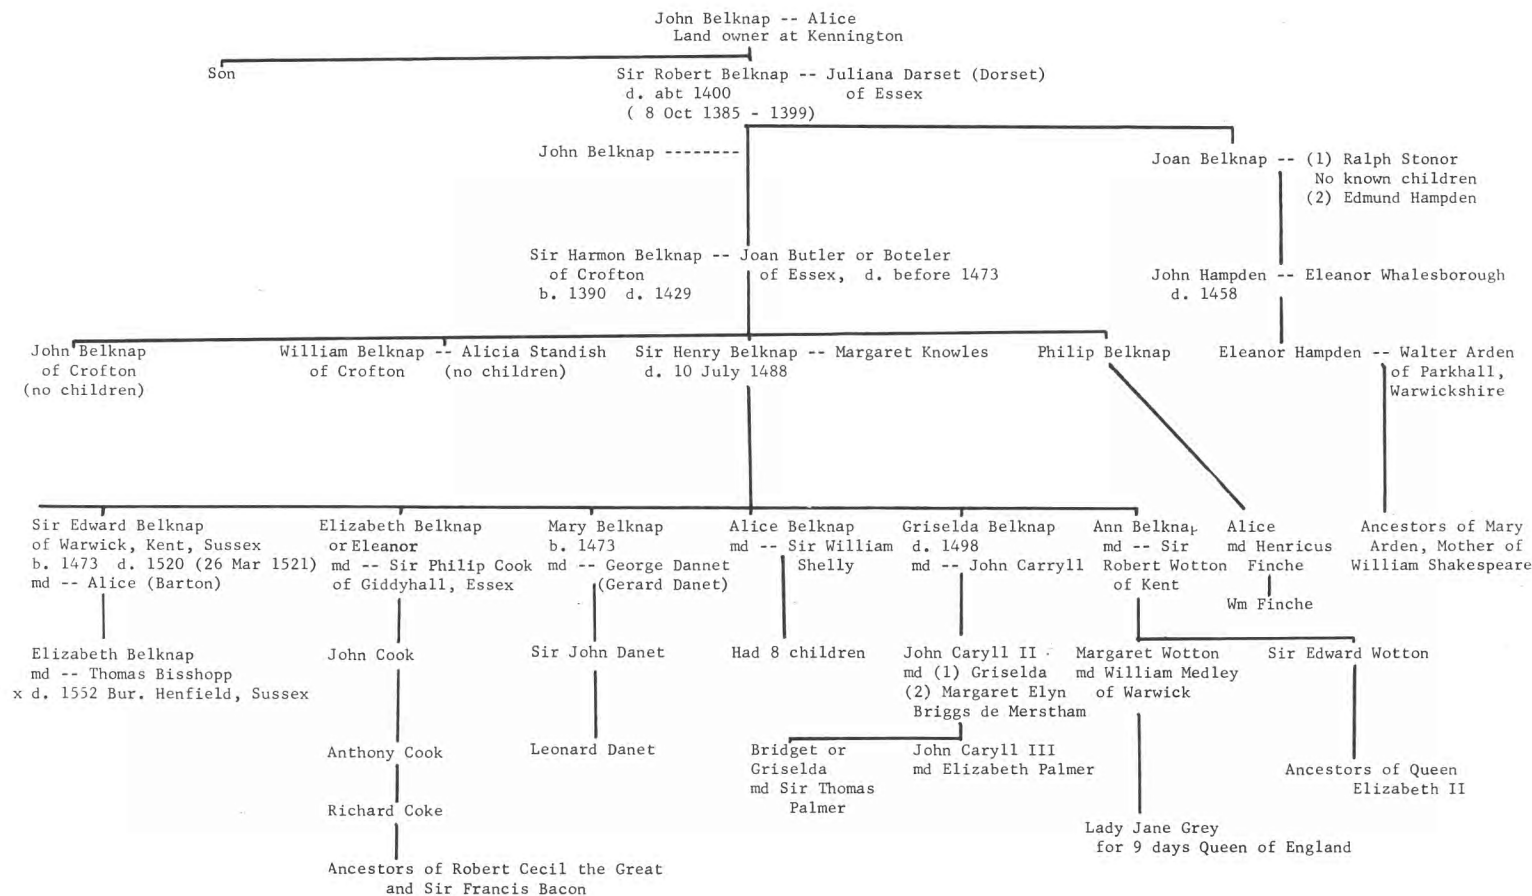 John Belknap -- Alice
Land owner at Kennington
Son
Sir Robert Belknap -- Juliana Darset (Dorset)
d. abt 1400 of Essex
( 8 Oct 1385 - 1399)
John Belknap --------
Joan Belknap -- (1) Ralph Stonor
No known children
(2) Edmund Hampden
Sir Harmon Belknap -- Joan Butler or Boteler
of Crofton of Essex, d. before 1473
b. 1390 d. 1429
John Hampden -- Eleanor Whalesborough
d. 1458
John Belknap
of Crofton
(no children)
William Belknap -- Alicia Standish
of Crofton (no children)
Sir Henry Belknap -- Margaret Knowles
d. 10 July 1488
Philip Belknap
Eleanor Hampden -- Walter Arden
of Parkhall,
Warwickshire
Sir Edward Belknap
of Warwick, Kent, Sussex
b. 1473 d. 1520 (26 Mar 1521)
md -- Alice (Barton)
Elizabeth Belknap
or Eleanor
md -- Sir Philip Cook
of Giddyhall, Essex
Mary Belknap
b. 1473
md -- George Dannet
(Gerard Danet)
Alice Belknap
md -- Sir William
Shelly
Griselda Belknap
d. 1498
md -- John Carryll
Ann Belknap
md -- Sir
Robert Wotton
of Kent
Alice
md Henricus
Finche
Wm Finche
Ancestors of Mary
Arden, Mother of
William Shakespeare
Elizabeth Belknap
md -- Thomas Bisshopp
x d. 1552 Bur. Henfield, Sussex
John Cook
Sir John Danet
Had 8 children
John Caryll II
md (1) Griselda
(2) Margaret Elyn
Briggs de Merstham
Margaret Wotton
md William Medley
of Warwick
Sir Edward Wotton
Anthony Cook
Leonard Danet
Bridget or
Griselda
md Sir Thomas
Palmer
John Caryll III
md Elizabeth Palmer
Ancestors of Queen
Elizabeth II
Richard Coke
Lady Jane Grey
for 9 days Queen of England
Ancestors of Robert Cecil the Great
and Sir Francis Bacon